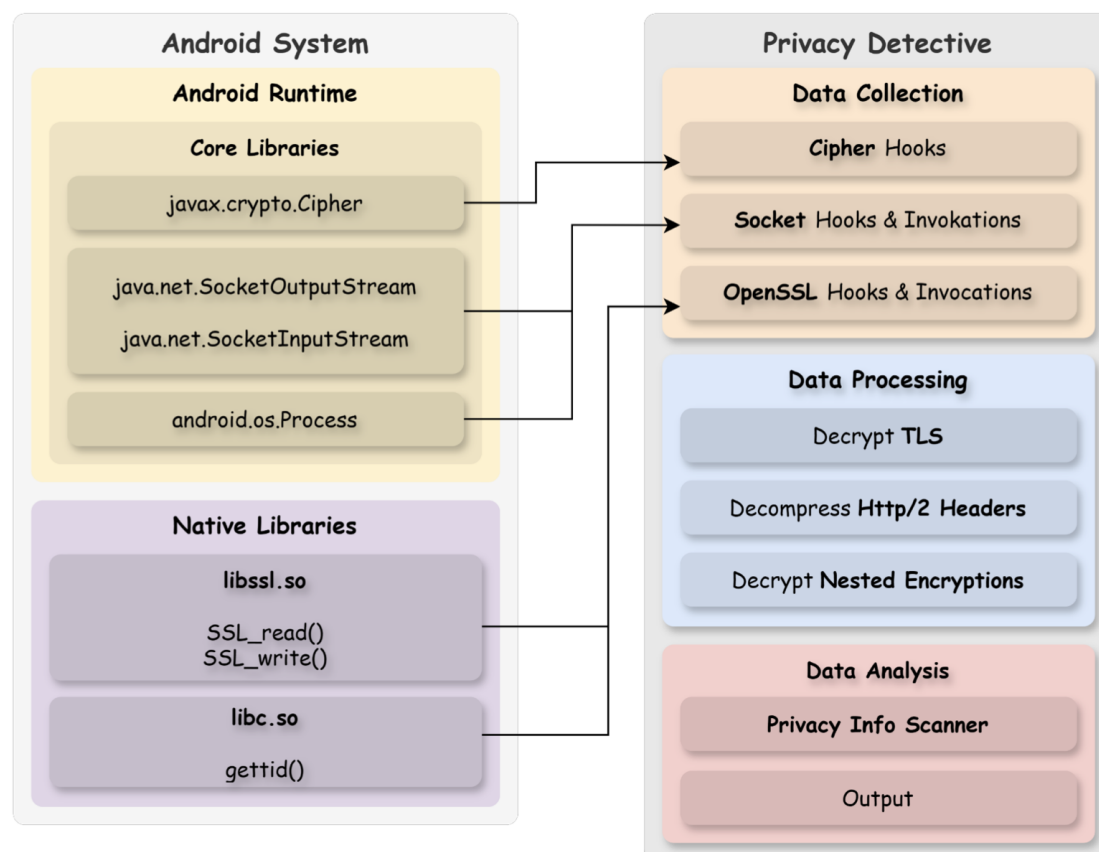 Android System
Android Runtime
Core Libraries
javax.crypto.Cipher
java.net.SocketOutputStream
java.net.SocketInputStream
android.os.Process
Native Libraries
libssl.so
SSL_read()
SSL_write()
libc.so
gettid()
Privacy Detective
Data Collection
Cipher Hooks
Socket Hooks & Invokations
OpenSSL Hooks & Invocations
Data Processing
Decrypt TLS
Decompress Http/2 Headers
Decrypt Nested Encryptions
Data Analysis
Privacy Info Scanner
Output